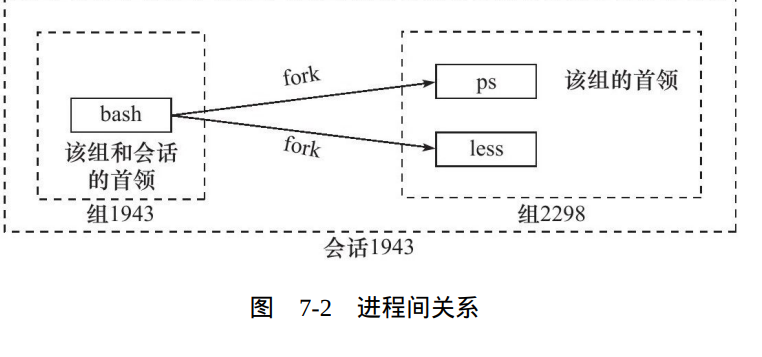 fork
ps
该组的首领
bash
fork
less
该组和会话
的首领
组1943
组2298
会话1943
图 7-2 进程间关系